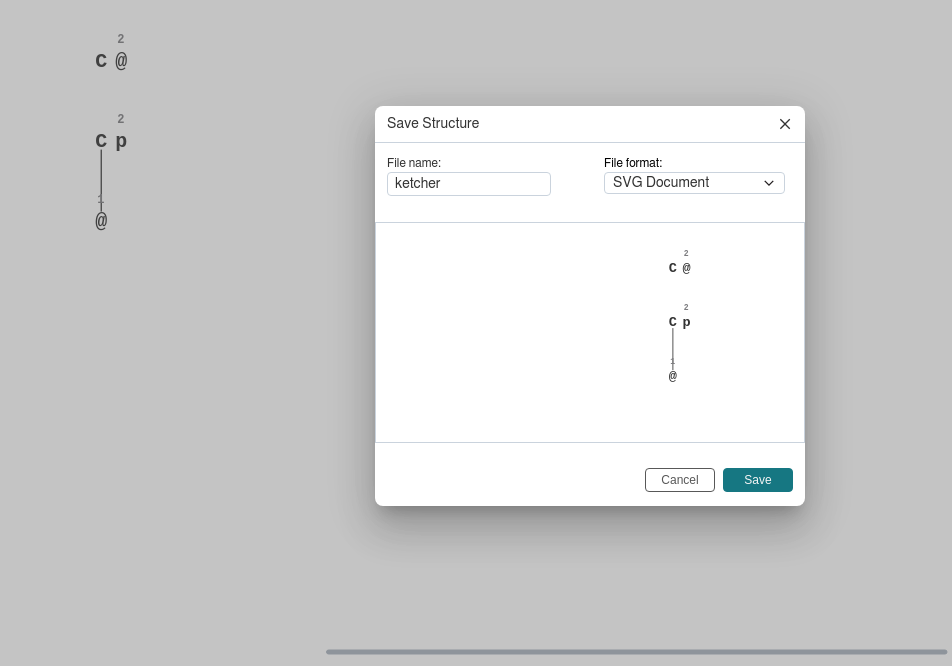 2
C @
2
C p
1
@
Save Structure
File name:
File format:
ketcher
SVG Document
2
C @
2
C p
1
@
Cancel
Save